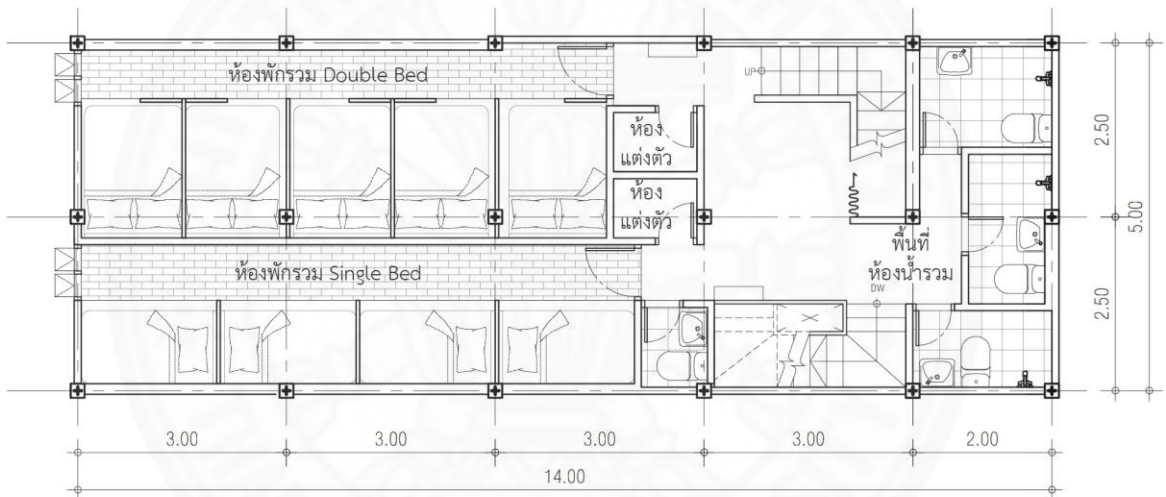 ห้องพักรวม Double Bed
UP
ห้อง
แต่งตัว
ห้อง
แต่งตัว
ห้องพักรวม Single Bed
พื้นที่
ห้องน้ำรวม
DW
2.50
5.00
2.50
3.00
3.00
3.00
3.00
2.00
14.00